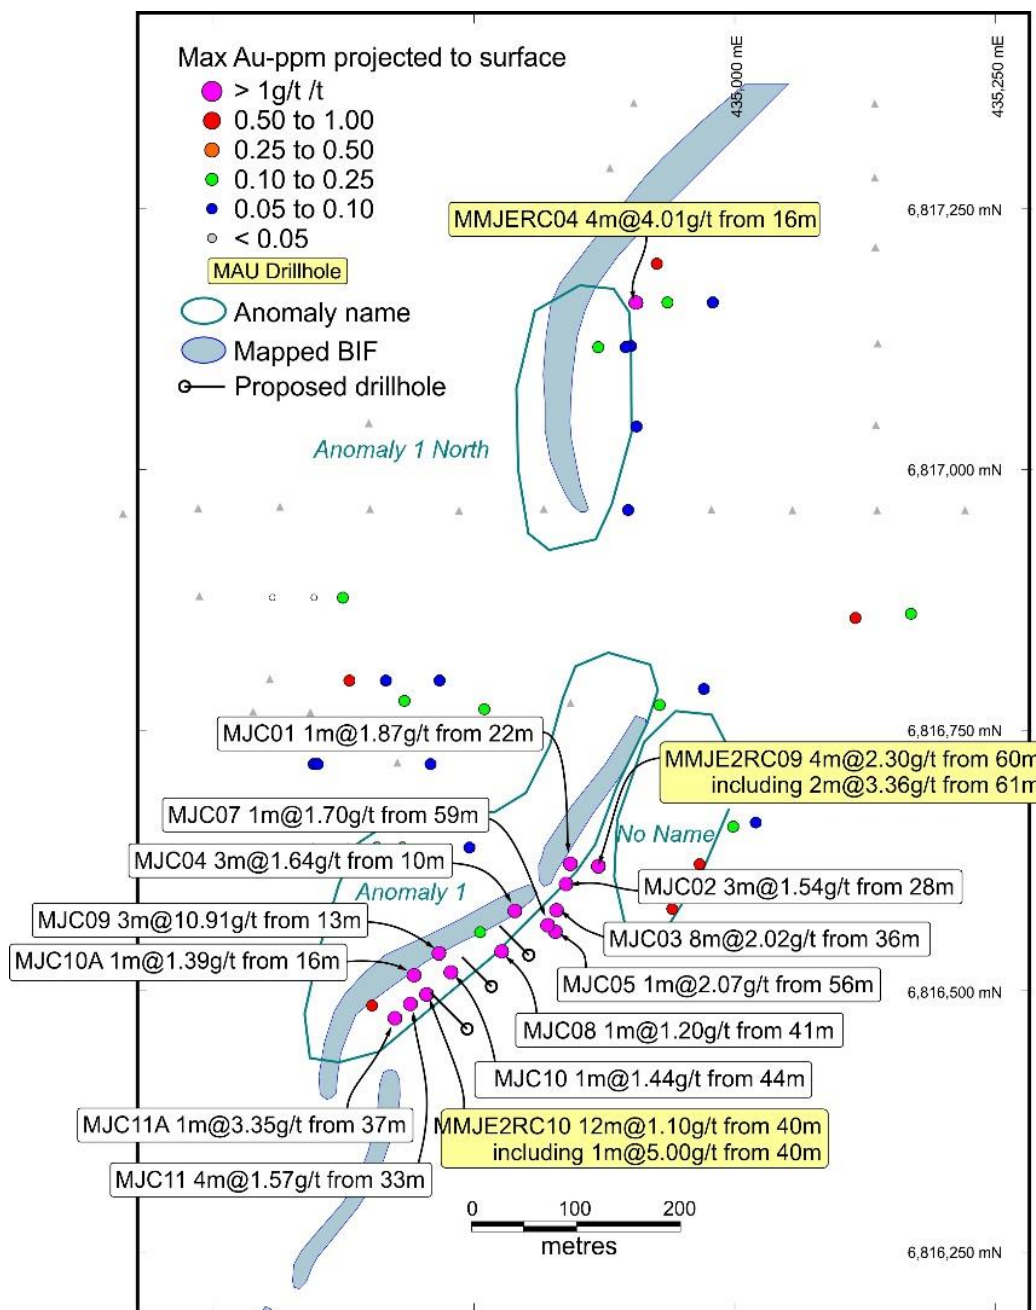 Max Au-ppm projected to surface
> 1g/t /t
0.50 to 1.00
0.25 to 0.50
0.10 to 0.25
0.05 to 0.10
< 0.05
MAU Drillhole
Anomaly name
Mapped BIF
Proposed drillhole
435,000 mE
435,250 mE
6,817,250 mN
MMJERC04 4m@4.01g/t from 16m
Anomaly 1 North
6,817,000 mN
6,816,750 mN
MJC01 1m@1.87g/t from 22m
MMJE2RC09 4m@2.30g/t from 60m
including 2m@3.36g/t from 61m
MJC07 1m@1.70g/t from 59m
No Name
MJC04 3m@1.64g/t from 10m
Anomaly 1
MJC02 3m@1.54g/t from 28m
MJC09 3m@10.91g/t from 13m
MJC03 8m@2.02g/t from 36m
MJC10A 1m@1.39g/t from 16m
MJC05 1m@2.07g/t from 56m
6,816,500 mN
MJC08 1m@1.20g/t from 41m
MJC10 1m@1.44g/t from 44m
MJC11A 1m@3.35g/t from 37m
MMJE2RC10 12m@1.10g/t from 40m
including 1m@5.00g/t from 40m
MJC11 4m@1.57g/t from 33m
0 100 200
metres
6,816,250 mN